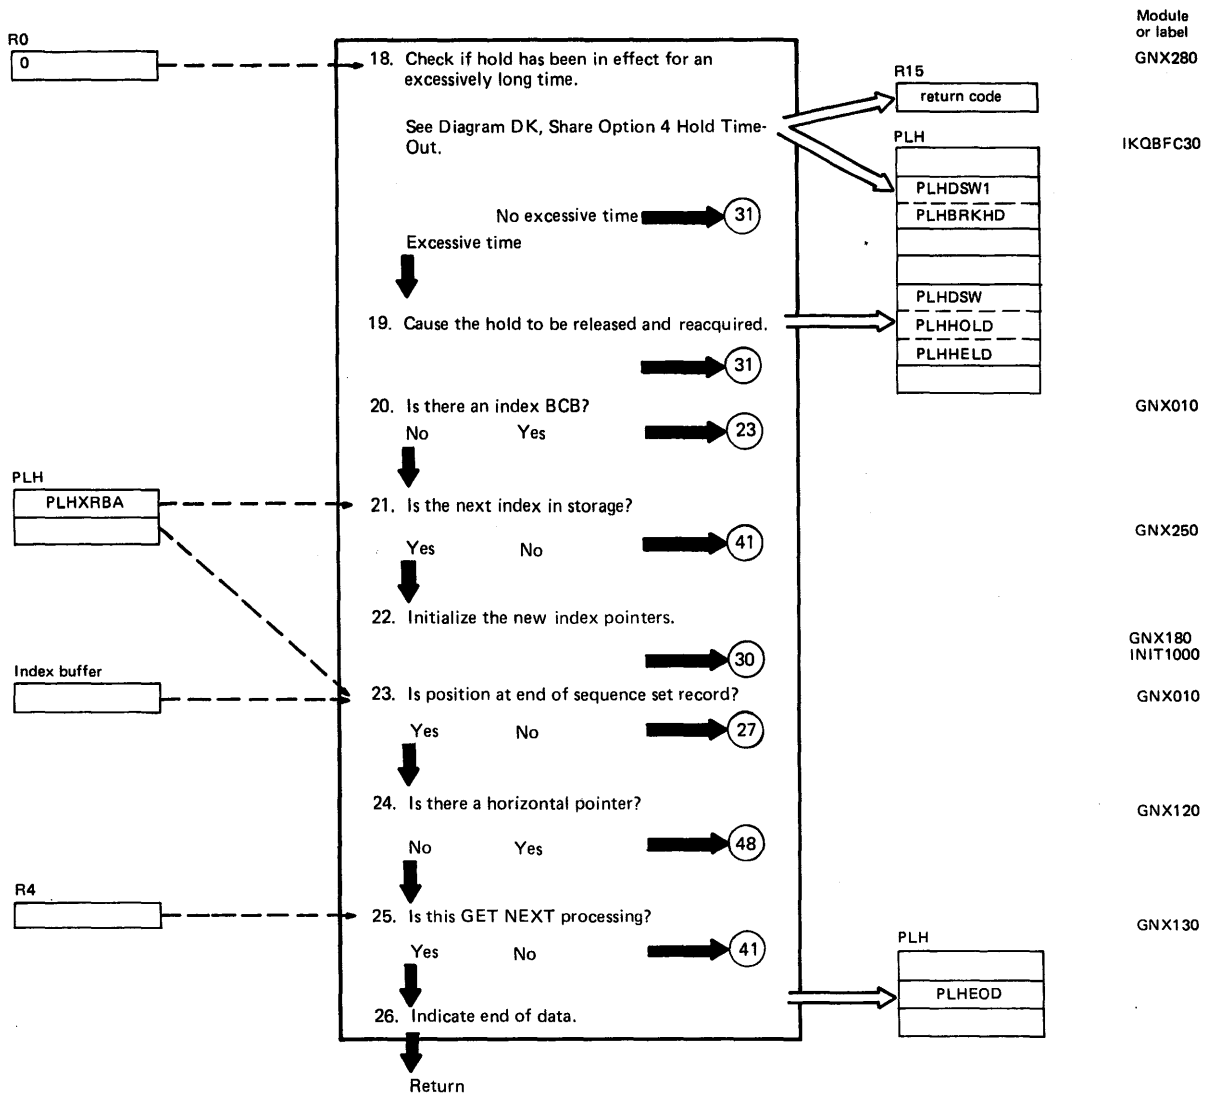 Module
or label
R0
0
18. Check if hold has been in effect for an
excessively long time.
GNX280
R15
return code
See Diagram DK, Share Option 4 Hold Time-
Out.
IKQBFC30
PLH
PLHDSW1
PLHBRKHD
No excessive time
31
Excessive time
PLHDSW
PLHHOLD
PLHHELD
19. Cause the hold to be released and reacquired.
31
20. Is there an index BCB?
GNX010
No
Yes
23
PLH
PLHXRBA
21. Is the next index in storage?
GNX250
Yes
No
41
22. Initialize the new index pointers.
GNX180
INIT1000
30
Index buffer
23. Is position at end of sequence set record?
GNX010
Yes
No
27
24. Is there a horizontal pointer?
GNX120
No
Yes
48
R4
25. Is this GET NEXT processing?
GNX130
Yes
No
41
PLH
PLHEOD
26. Indicate end of data.
Return